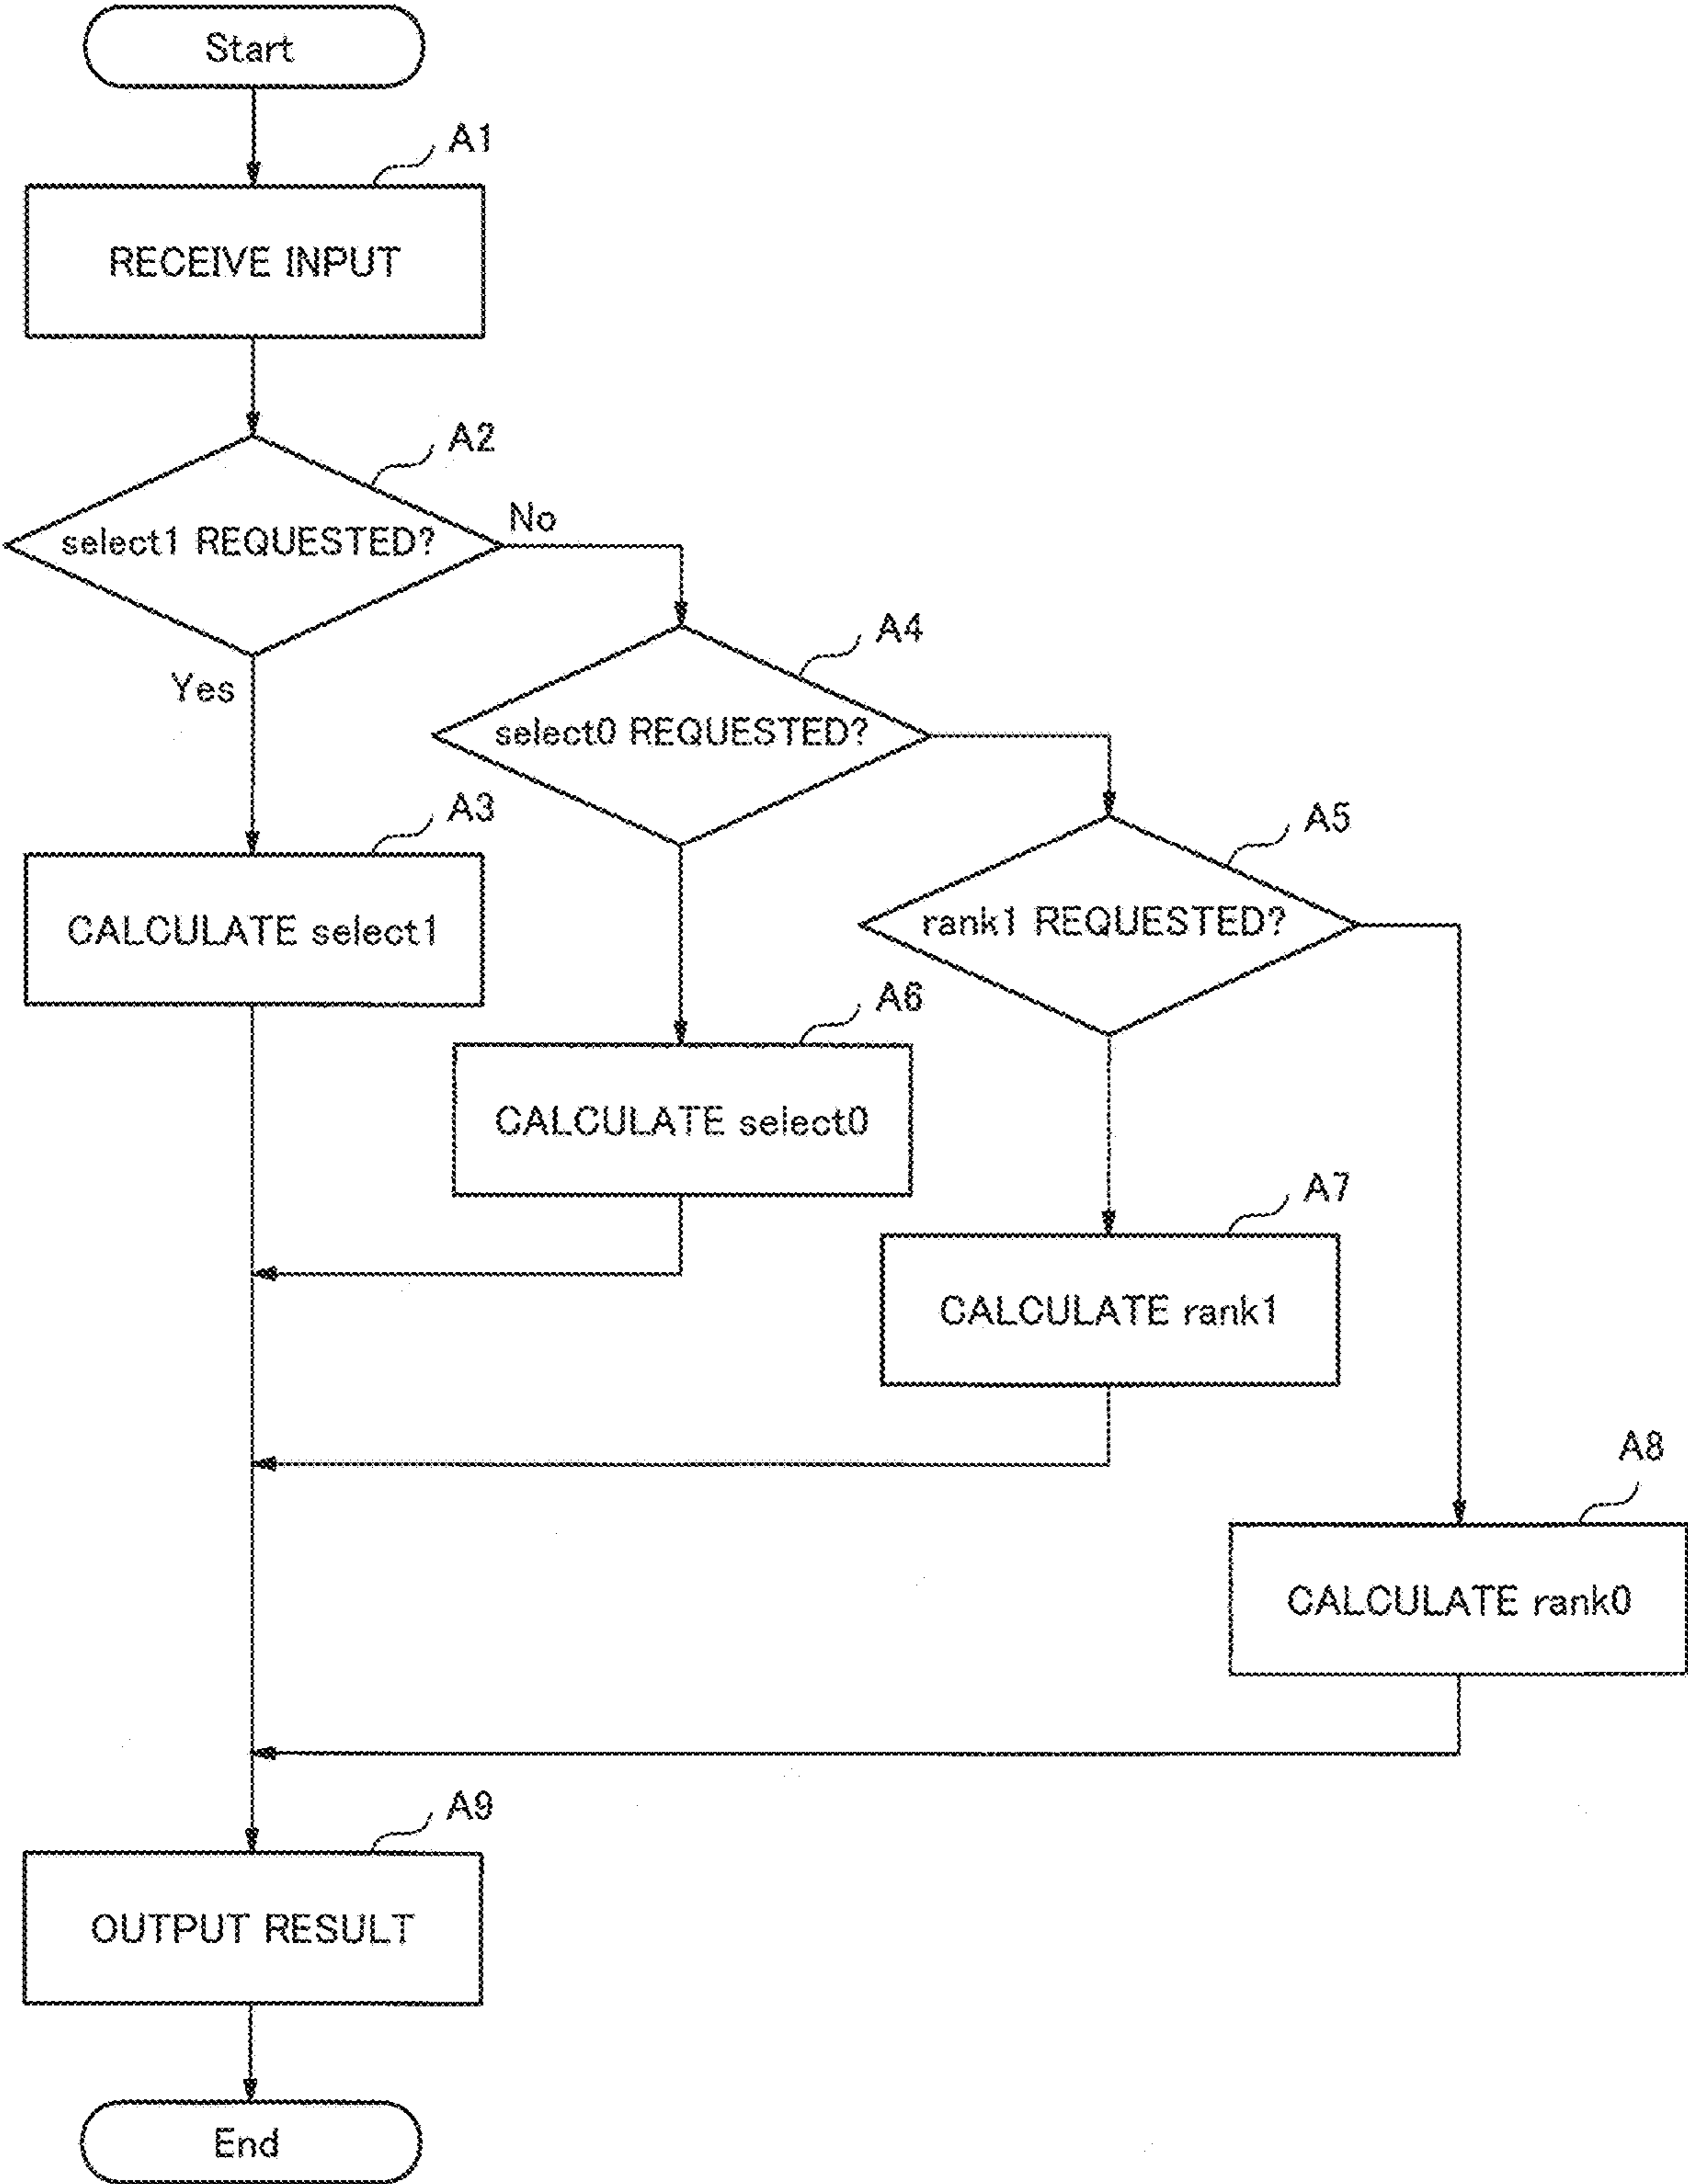 Start
A1
RECEIVE INPUT
A2
select1 REQUESTED?
No
Yes
A4
select0 REQUESTED?
A3
CALCULATE select1
A5
rank1 REQUESTED?
A6
CALCULATE select0
A7
CALCULATE rank1
A8
CALCULATE rank0
A9
OUTPUT RESULT
End